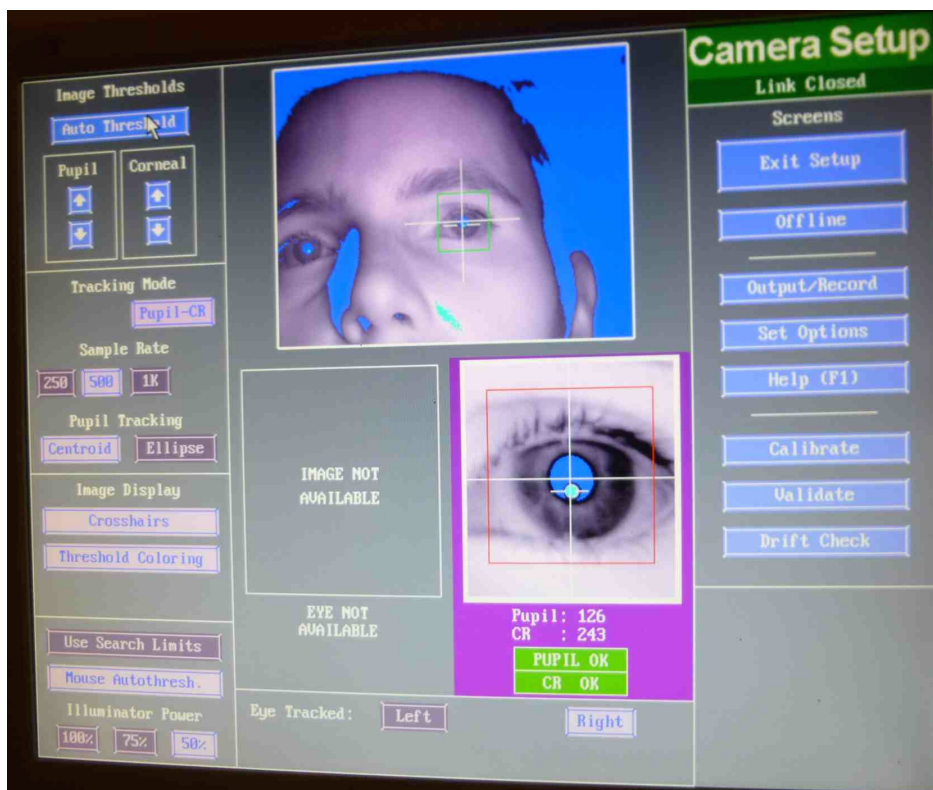 Camera Setup
Link Closed
Image Thresholds
Auto Threshold
Pupil
Corneal
Tracking Mode
Pupil-CR
Sample Rate
250 500 1K
Pupil Tracking
Centroid Ellipse
Image Display
Crosshairs
Threshold Coloring
Use Search Limits
Mouse Autothresh.
Illuminator Power
100% 75% 50%
IMAGE NOT
AVAILABLE
EYE NOT
AVAILABLE
Pupil: 126
CR : 243
PUPIL OK
CR OK
Eye Tracked: Left Right
Screens
Exit Setup
Offline
Output/Record
Set Options
Help (F1)
Calibrate
Validate
Drift Check